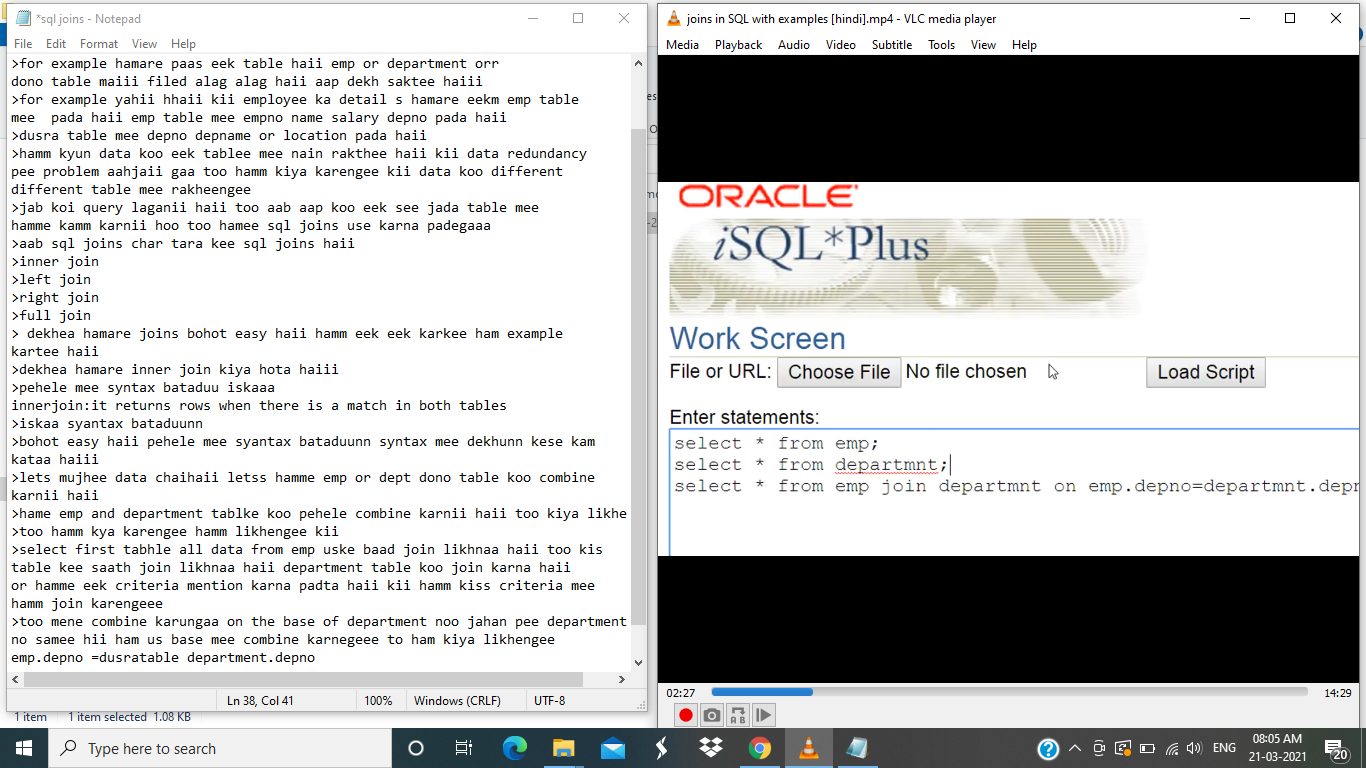 *sql joins - Notepad
File Edit Format View Help
>for example hamare paas eek table haii emp or department orr
dono table maiii filed alag alag haii aap dekh saktee haiii
>for example yahii hhaii kii employee ka detail s hamare eekm emp table
mee  pada haii emp table mee empno name salary depno pada haii
>dusra table mee depno depname or location pada haii
>hamm kyun data koo eek tablee mee nain rakthee haii kii data redundancy
pee problem aahjaii gaa too hamm kiya karengee kii data koo different
different table mee rakheengee
>jab koi query laganii haii too aab aap koo eek see jada table mee
hamme kamm karnii hoo too hamee sql joins use karna padegaaa
>aab sql joins char tara kee sql joins haii
>inner join
>left join
>right join
>full join
> dekhea hamare joins bohot easy haii hamm eek eek karkee ham example
kartee haii
>dekhea hamare inner join kiya hota haiii
>pehele mee syntax bataduu iskaaa
innerjoin:it returns rows when there is a match in both tables
>iskaa syantax bataduunn
>bohot easy haii pehele mee syantax bataduunn syntax mee dekhunn kese kam
kataa haiii
>lets mujhee data chaihaii letss hamme emp or dept dono table koo combine
karnii haii
>hame emp and department tablke koo pehele combine karnii haii too kiya likhe
>too hamm kya karengee hamm likhengee kii
>select first tabhle all data from emp uske baad join likhnaa haii too kis
table kee saath join likhnaa haii department table koo join karna haii
or hamme eek criteria mention karna padta haii kii hamm kiss criteria mee
hamm join karengeee
>too mene combine karungaa on the base of department noo jahan pee department
no samee hii ham us base mee combine karnegeee to ham kiya likhengee
emp.depno =dusratable department.depno
Ln 38, Col 41 100% Windows (CRLF) UTF-8
1 item 1 item selected 1.08 KB
joins in SQL with examples [hindi].mp4 - VLC media player
Media Playback Audio Video Subtitle Tools View Help
ORACLE
iSQL*Plus
Work Screen
File or URL: Choose File No file chosen Load Script
Enter statements:
select * from emp;
select * from departmnt;
select * from emp join departmnt on emp.depno=departmnt.depn
02:27 14:29
Type here to search
ENG
08:05 AM
21-03-2021
20